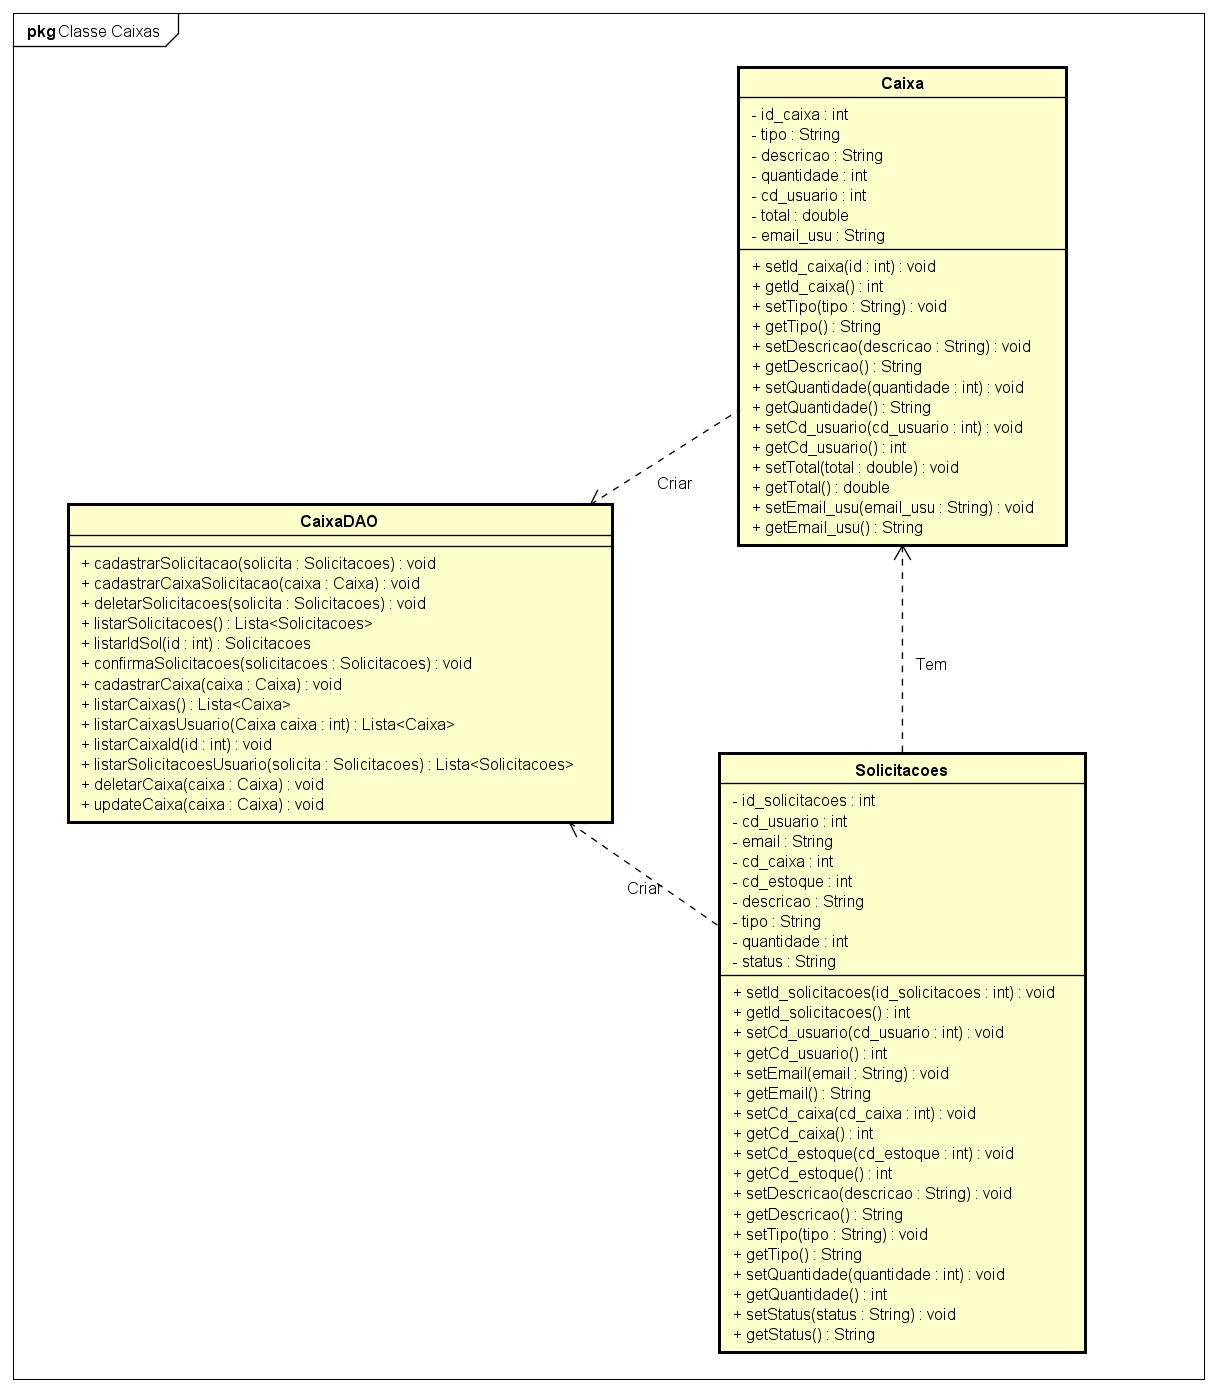 pkg Classe Caixas
Caixa
- id_caixa : int
- tipo : String
- descricao : String
- quantidade : int
- cd_usuario : int
- total : double
- email_usu : String
+ setId_caixa(id : int) : void
+ getId_caixa() : int
+ setTipo(tipo : String) : void
+ getTipo() : String
+ setDescricao(descricao : String) : void
+ getDescricao() : String
+ setQuantidade(quantidade : int) : void
+ getQuantidade() : String
+ setCd_usuario(cd_usuario : int) : void
+ getCd_usuario() : int
+ setTotal(total : double) : void
+ getTotal() : double
+ setEmail_usu(email_usu : String) : void
+ getEmail_usu() : String
Criar
CaixaDAO
+ cadastrarSolicitacao(solicita : Solicitacoes) : void
+ cadastrarCaixaSolicitacao(caixa : Caixa) : void
+ deletarSolicitacoes(solicita : Solicitacoes) : void
+ listarSolicitacoes() : Lista<Solicitacoes>
+ listarIdSol(id : int) : Solicitacoes
+ confirmaSolicitacoes(solicitacoes : Solicitacoes) : void
+ cadastrarCaixa(caixa : Caixa) : void
+ listarCaixas() : Lista<Caixa>
+ listarCaixasUsuario(Caixa caixa : int) : Lista<Caixa>
+ listarCaixaId(id : int) : void
+ listarSolicitacoesUsuario(solicita : Solicitacoes) : Lista<Solicitacoes>
+ deletarCaixa(caixa : Caixa) : void
+ updateCaixa(caixa : Caixa) : void
Tem
Criar
Solicitacoes
- id_solicitacoes : int
- cd_usuario : int
- email : String
- cd_caixa : int
- cd_estoque : int
- descricao : String
- tipo : String
- quantidade : int
- status : String
+ setId_solicitacoes(id_solicitacoes : int) : void
+ getId_solicitacoes() : int
+ setCd_usuario(cd_usuario : int) : void
+ getCd_usuario() : int
+ setEmail(email : String) : void
+ getEmail() : String
+ setCd_caixa(cd_caixa : int) : void
+ getCd_caixa() : int
+ setCd_estoque(cd_estoque : int) : void
+ getCd_estoque() : int
+ setDescricao(descricao : String) : void
+ getDescricao() : String
+ setTipo(tipo : String) : void
+ getTipo() : String
+ setQuantidade(quantidade : int) : void
+ getQuantidade() : int
+ setStatus(status : String) : void
+ getStatus() : String